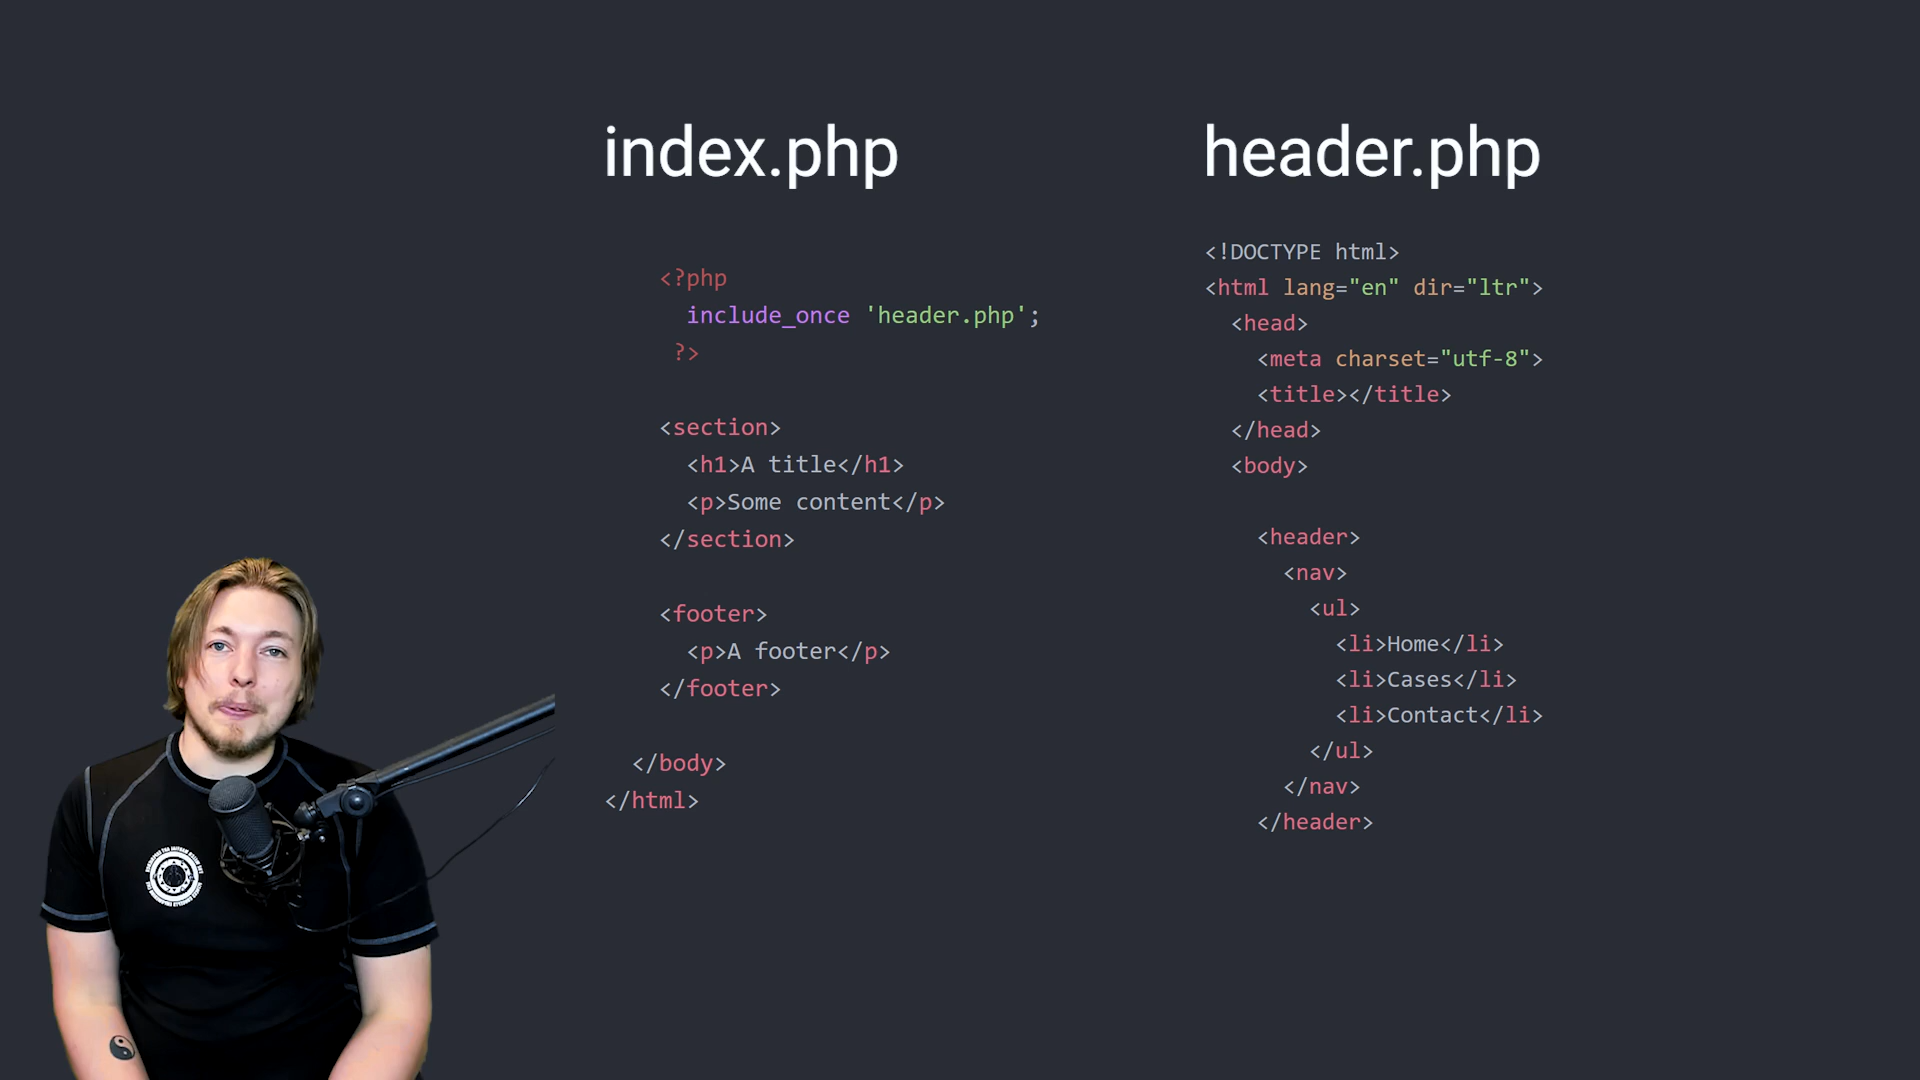 index.php
<?php
include_once 'header.php';
?>
<section>
<h1>A title</h1>
<p>Some content</p>
</section>
<footer>
<p>A footer</p>
</footer>
</body>
</html>
header.php
<!DOCTYPE html>
<html lang="en" dir="ltr">
<head>
<meta charset="utf-8">
<title></title>
</head>
<body>
<header>
<nav>
<ul>
<li>Home</li>
<li>Cases</li>
<li>Contact</li>
</ul>
</nav>
</header>